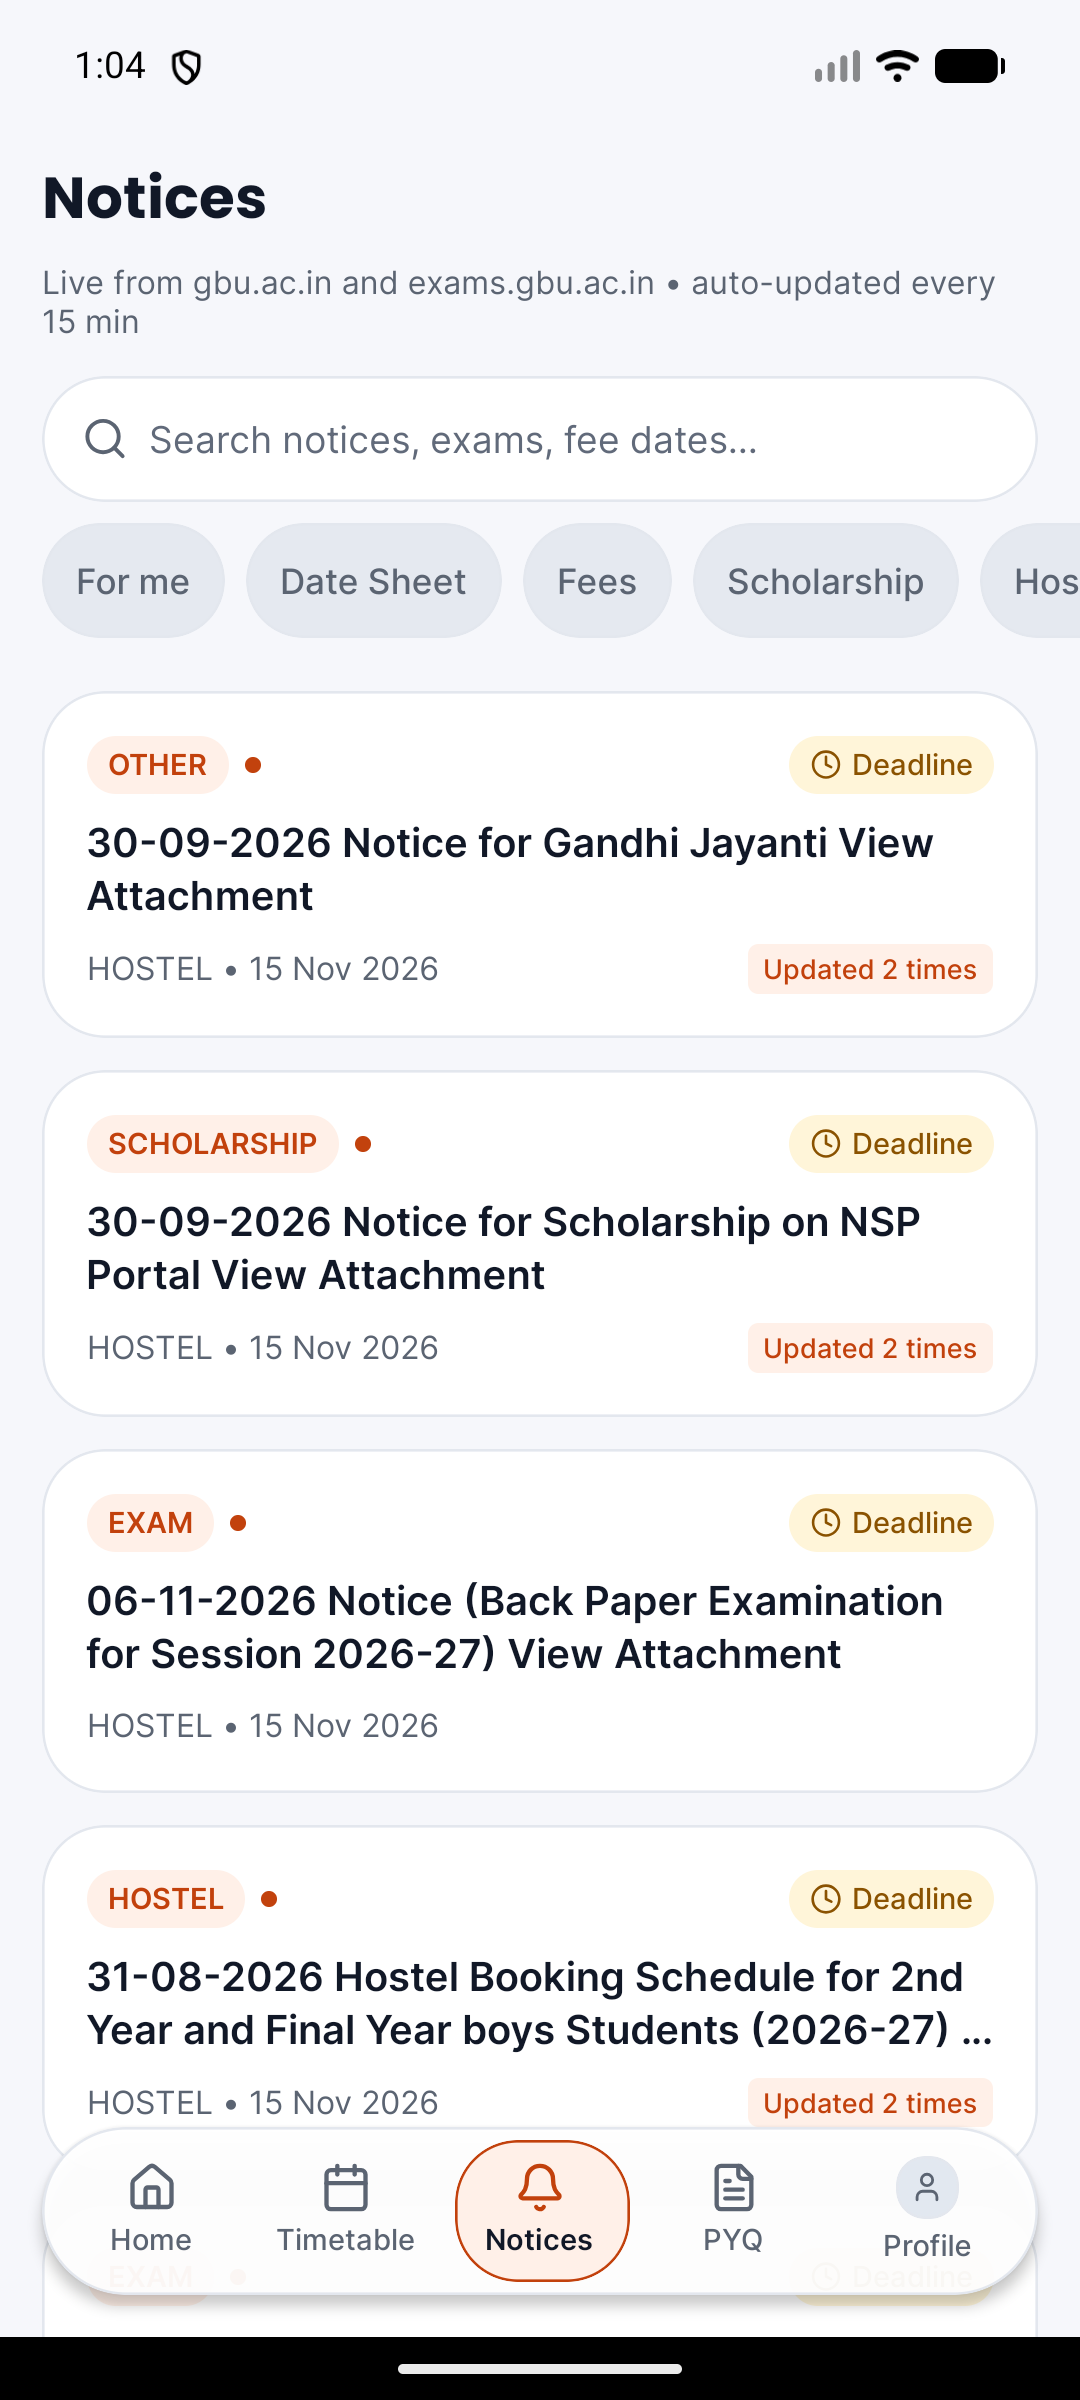 1:04
Notices
Live from gbu.ac.in and exams.gbu.ac.in • auto-updated every
15 min
Search notices, exams, fee dates...
For me
Date Sheet
Fees
Scholarship
Hos
OTHER
Deadline
30-09-2026 Notice for Gandhi Jayanti View
Attachment
HOSTEL • 15 Nov 2026
Updated 2 times
SCHOLARSHIP
Deadline
30-09-2026 Notice for Scholarship on NSP
Portal View Attachment
HOSTEL • 15 Nov 2026
Updated 2 times
EXAM
Deadline
06-11-2026 Notice (Back Paper Examination
for Session 2026-27) View Attachment
HOSTEL • 15 Nov 2026
HOSTEL
Deadline
31-08-2026 Hostel Booking Schedule for 2nd
Year and Final Year boys Students (2026-27) ...
HOSTEL • 15 Nov 2026
Updated 2 times
Home
Timetable
Notices
PYQ
Profile
EXAM
Deadline